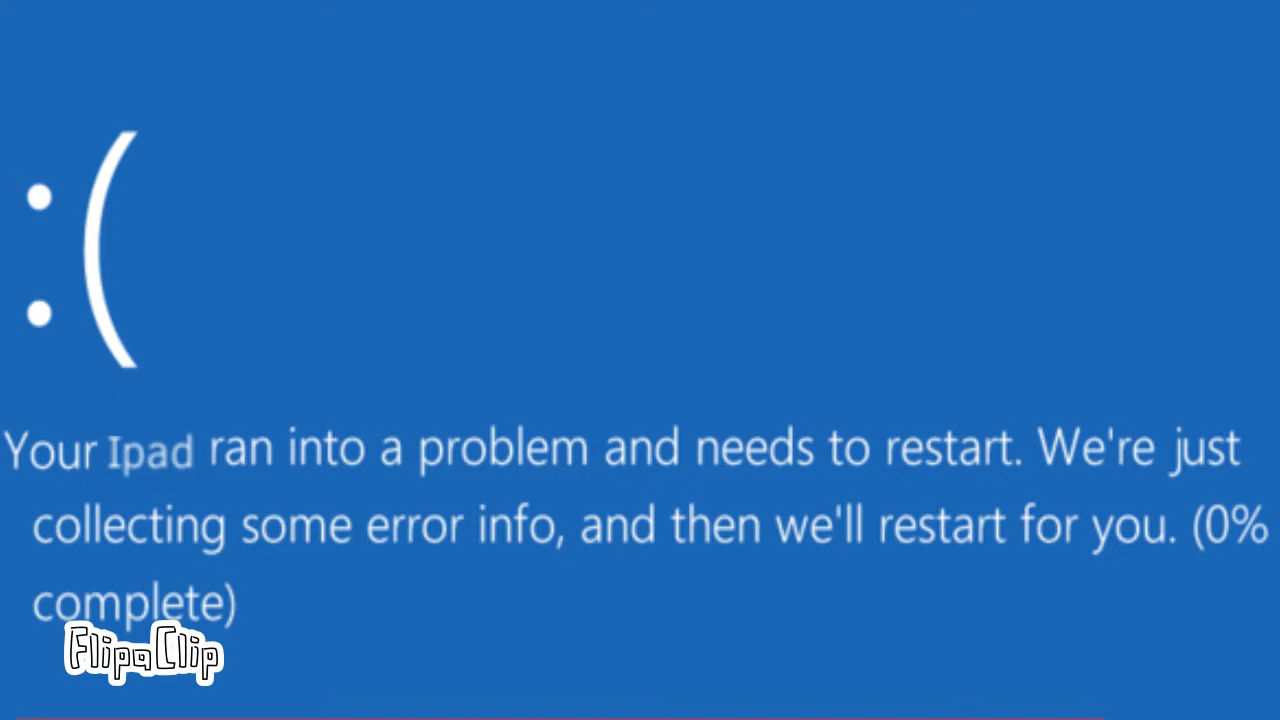 :(
Your Ipad ran into a problem and needs to restart. We're just
collecting some error info, and then we'll restart for you. (0%
complete)
FlipaClip